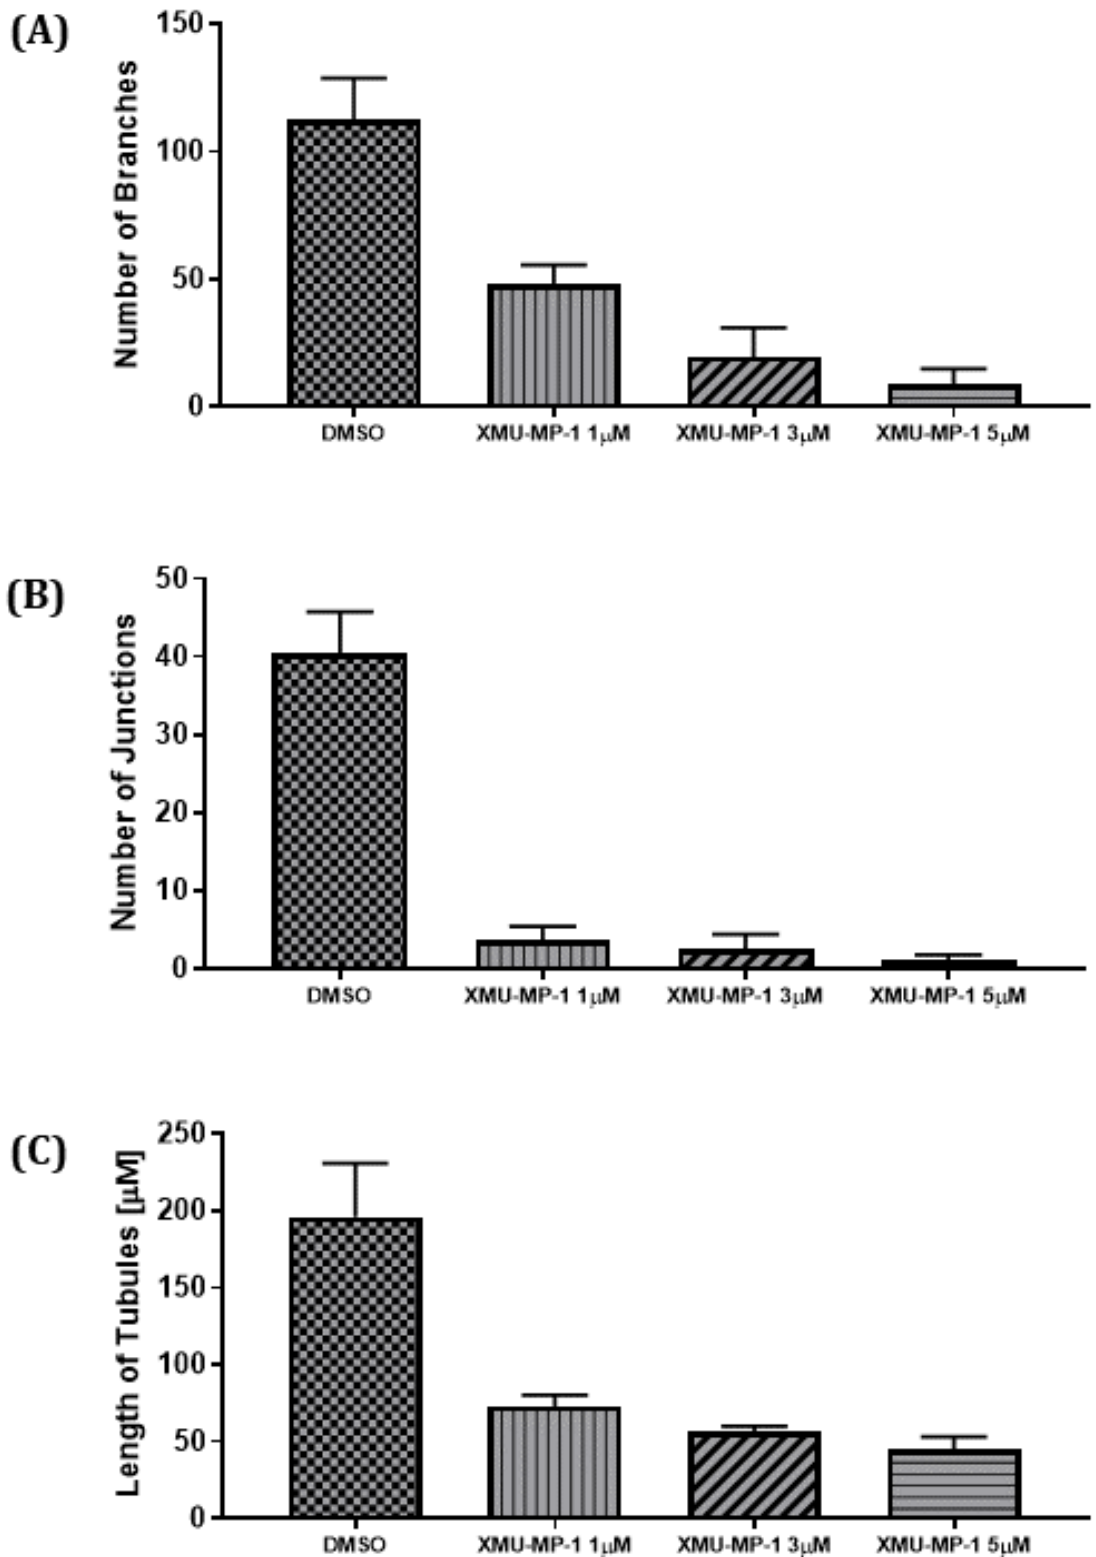 (A)
Number of Branches
150
100
50
0
DMSO XMU-MP-1 1μM XMU-MP-1 3μM XMU-MP-1 5μM
(B)
Number of Junctions
50
40
30
20
10
0
DMSO XMU-MP-1 1μM XMU-MP-1 3μM XMU-MP-1 5μM
(C)
Length of Tubules [μM]
250
200
150
100
50
0
DMSO XMU-MP-1 1μM XMU-MP-1 3μM XMU-MP-1 5μM